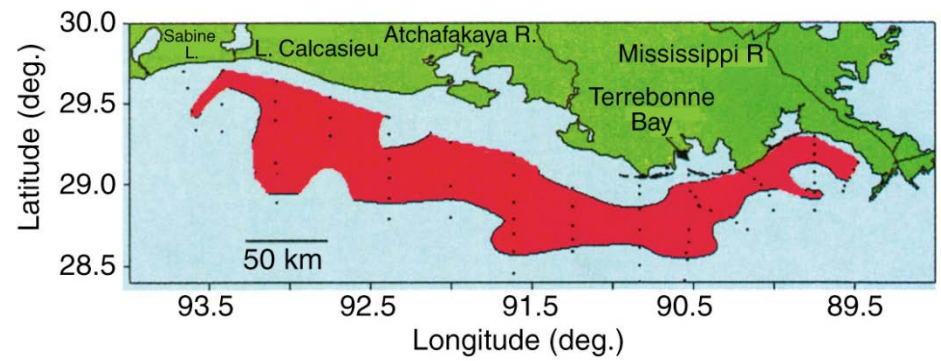 30.0
29.5
29.0
28.5
Latitude (deg.)
Sabine
L.
L. Calcasieu
Atchafakaya R.
Mississippi R
Terrebonne
Bay
50 km
93.5 92.5 91.5 90.5 89.5
Longitude (deg.)